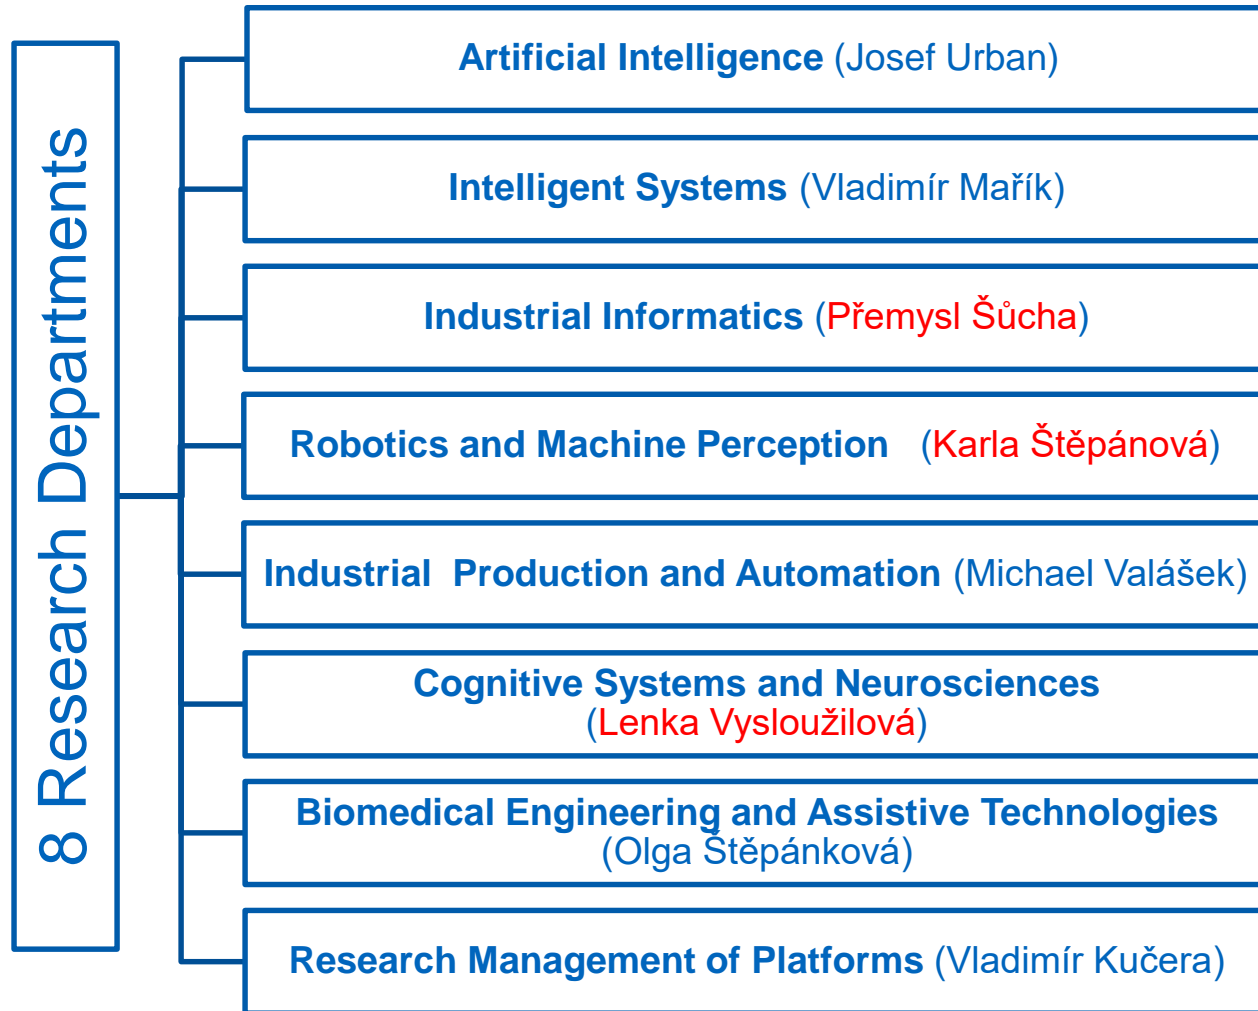 8 Research Departments
Artificial Intelligence (Josef Urban)
Intelligent Systems (Vladimír Mařík)
Industrial Informatics (Přemysl Šůcha)
Robotics and Machine Perception (Karla Štěpánová)
Industrial Production and Automation (Michael Valášek)
Cognitive Systems and Neurosciences
(Lenka Vysloužilová)
Biomedical Engineering and Assistive Technologies
(Olga Štěpánková)
Research Management of Platforms (Vladimír Kučera)